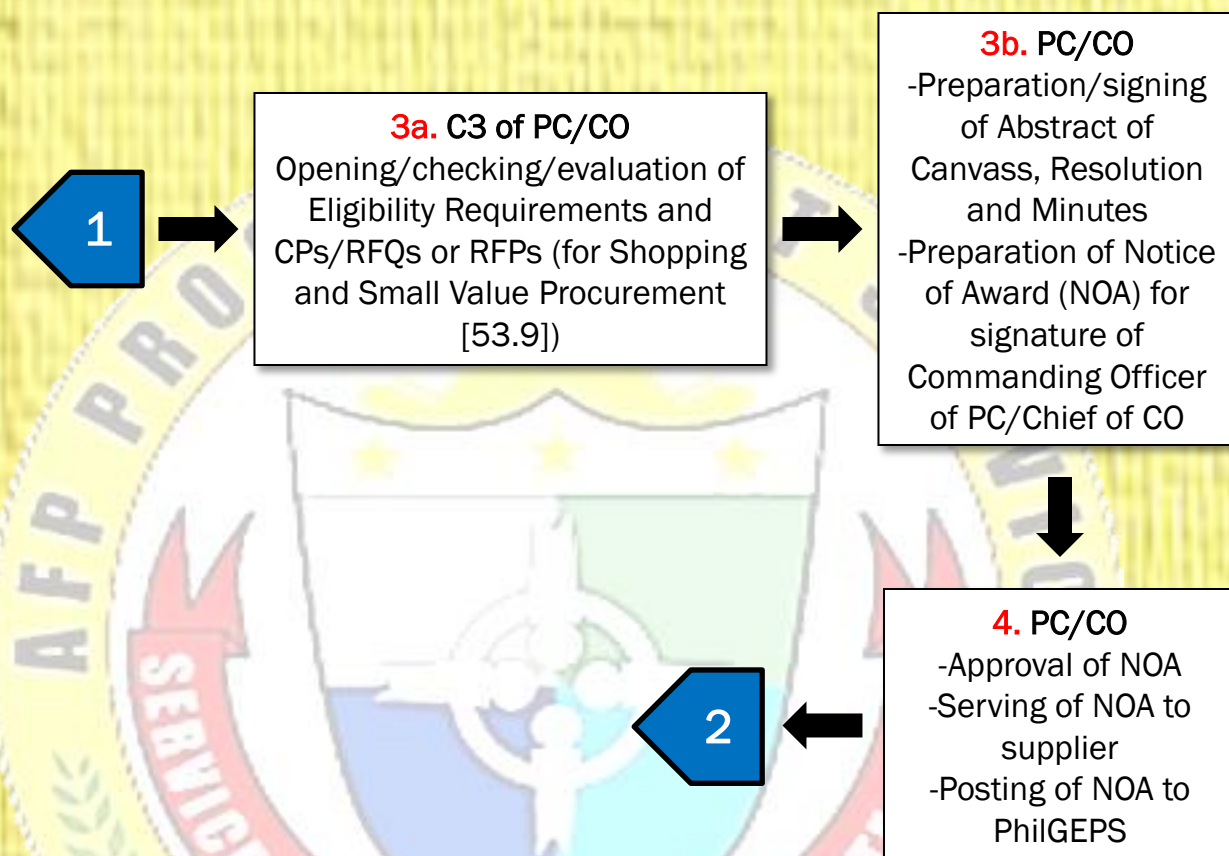 1
3a. C3 of PC/CO
Opening/checking/evaluation of
Eligibility Requirements and
CPs/RFQs or RFPs (for Shopping
and Small Value Procurement
[53.9])
3b. PC/CO
-Preparation/signing
of Abstract of
Canvass, Resolution
and Minutes
-Preparation of Notice
of Award (NOA) for
signature of
Commanding Officer
of PC/Chief of CO
4. PC/CO
-Approval of NOA
-Serving of NOA to
supplier
-Posting of NOA to
PhilGEPS
2
AFP PRO